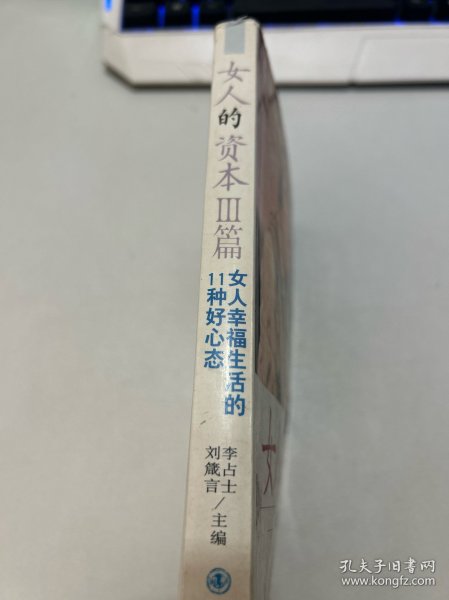 女人的资本III篇
女人幸福生活的
11种好心态
李占士
刘箴言
/主编
女
孔夫子旧书网
www.kongfz.com